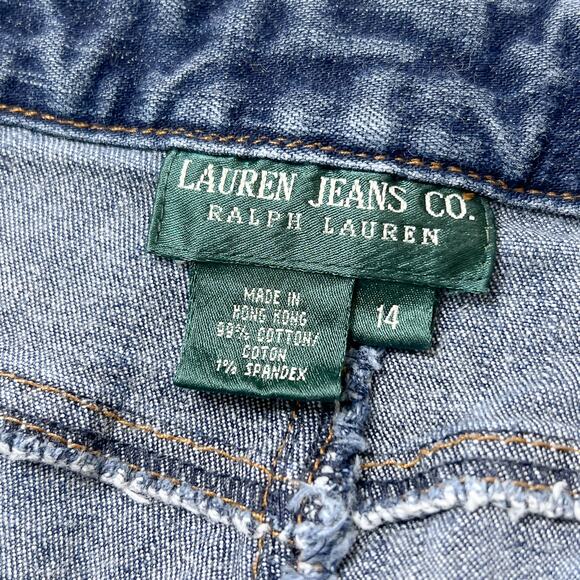 LAUREN JEANS CO.
RALPH LAUREN
MADE IN
HONG KONG
99% COTTON/
COTON
1% SPANDEX
14